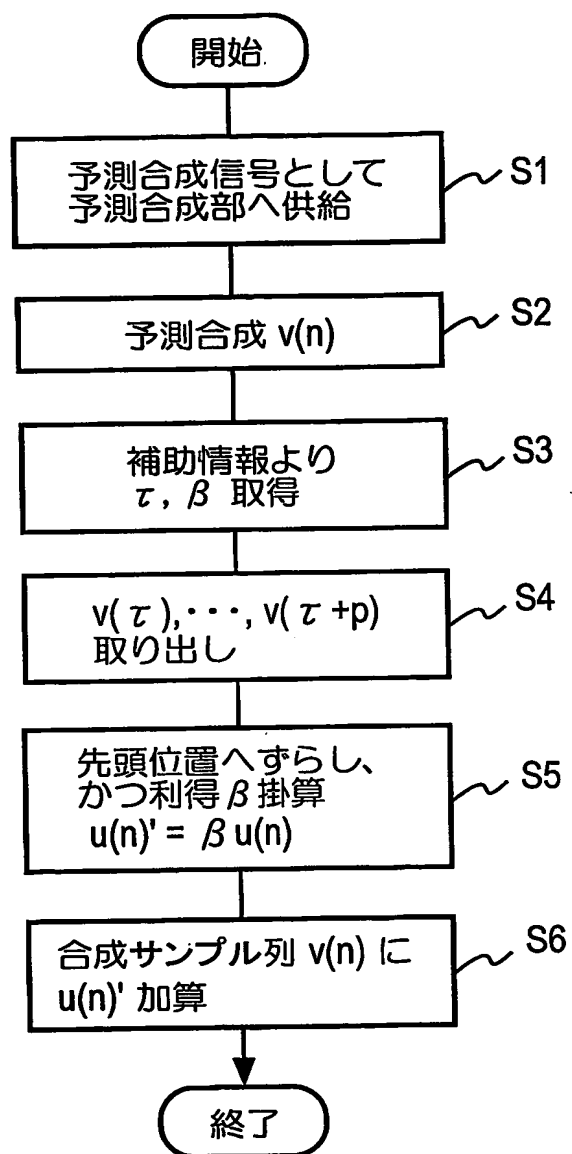 開始
予測合成信号として
予測合成部へ供給
S1
予測合成 v(n)
S2
補助情報より
τ, β 取得
S3
v(τ),···, v(τ+p)
取り出し
S4
先頭位置へずらし、
かつ利得β掛算
u(n)' = βu(n)
S5
合成サンプル列 v(n) に
u(n)' 加算
S6
終了